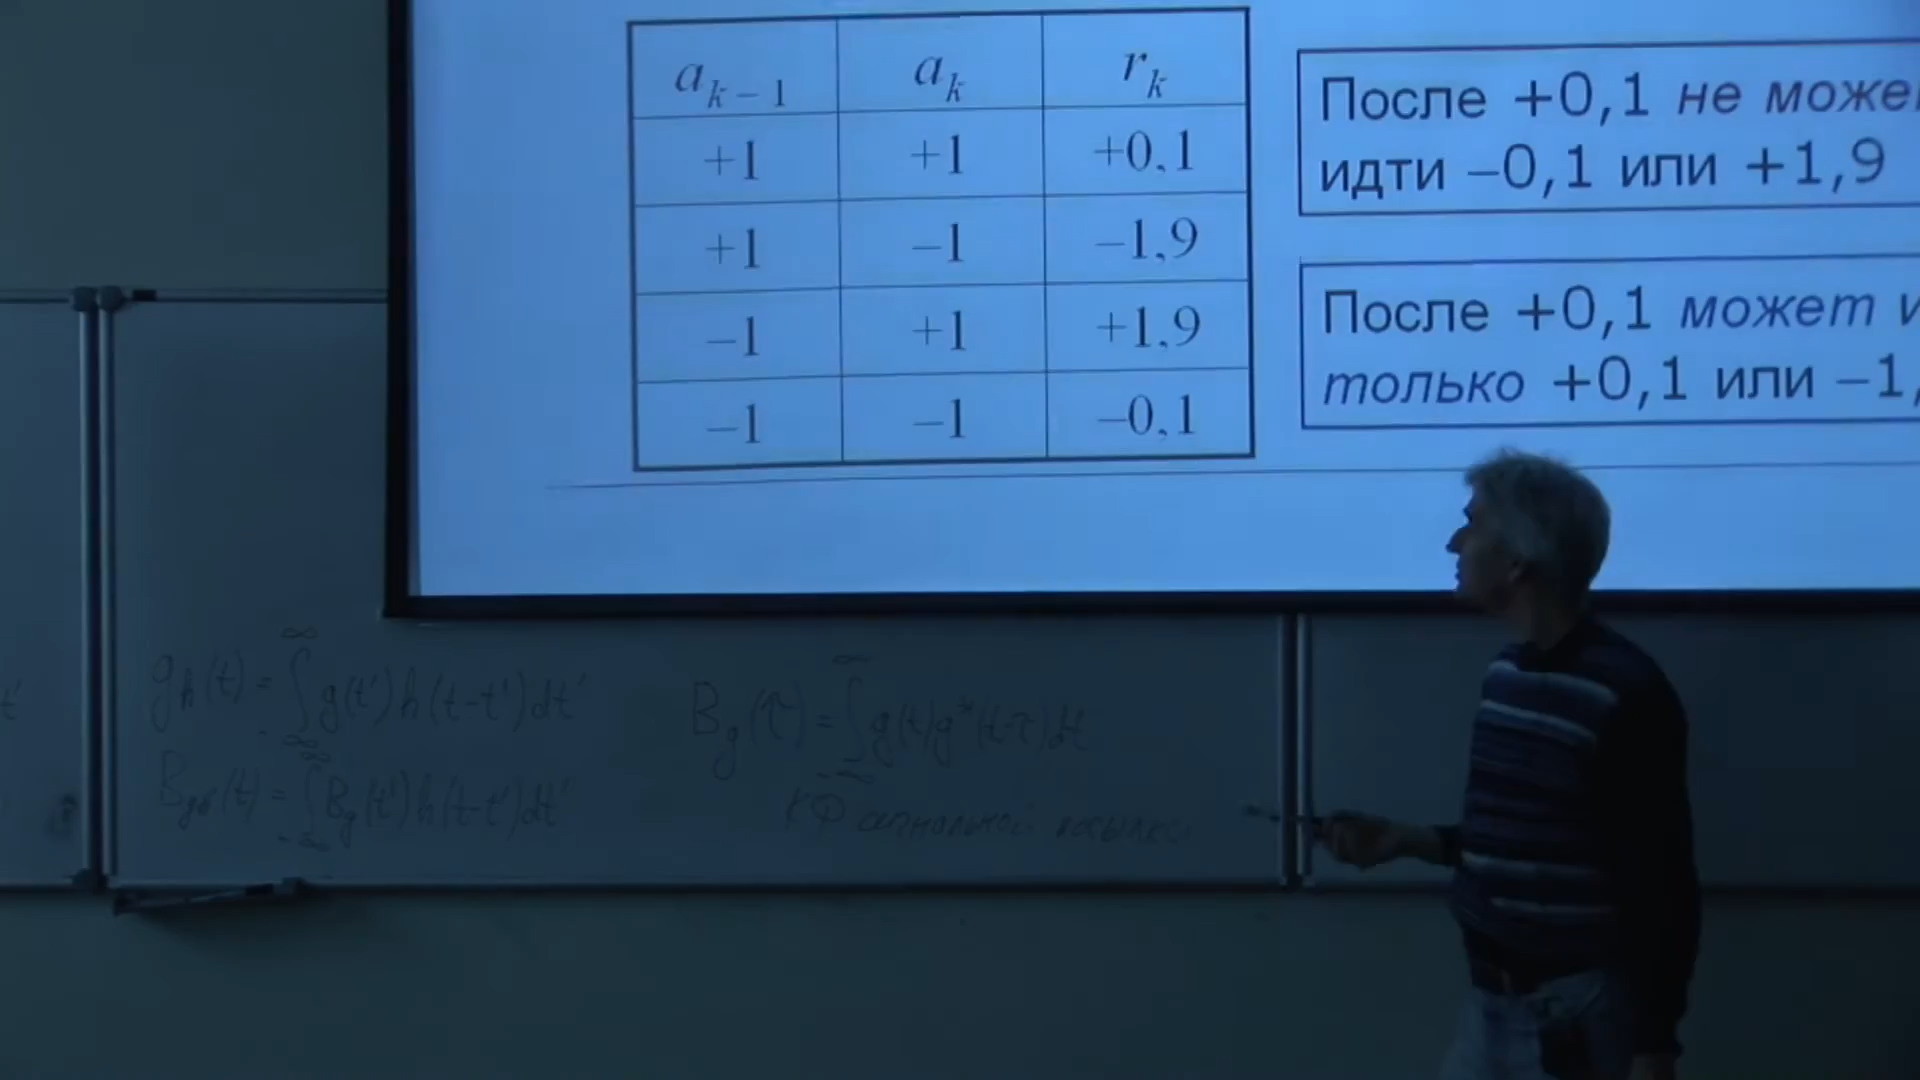 a_{k-1} a_k r_k
+1 +1 +0,1
+1 −1 −1,9
−1 +1 +1,9
−1 −1 −0,1
После +0,1 не може
идти −0,1 или +1,9
После +0,1 может и
только +0,1 или −1,
g_h(t) = ∫_{-∞}^{∞} g(t')h(t-t')dt'
(t) = ∫_{-∞}^{∞} B_g(t')h(t-t')dt'
B_g(τ) = ∫_{-∞}^{∞} g(t)g*(t-τ)dt
КФ сигнальной посылки
t'